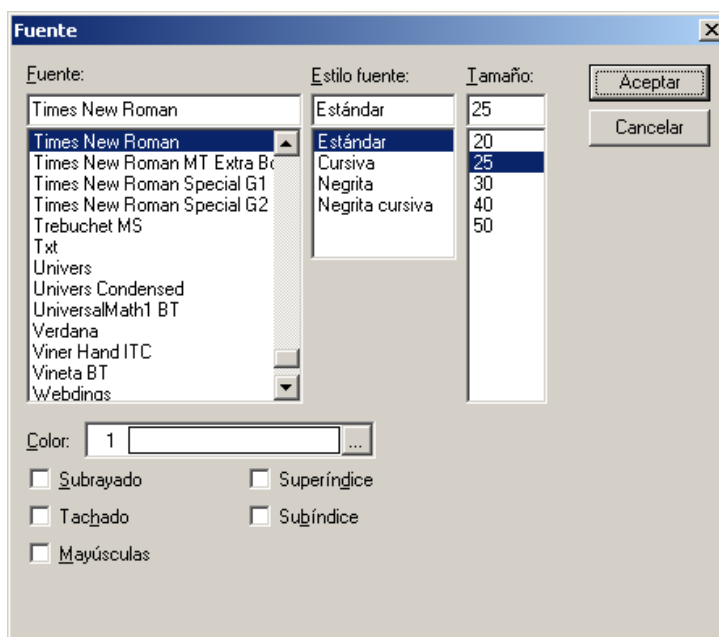 Fuente
Fuente:
Estilo fuente:
Tamaño:
Times New Roman
Estándar
25
Aceptar
Cancelar
Times New Roman
Times New Roman MT Extra Bo
Times New Roman Special G1
Times New Roman Special G2
Trebuchet MS
Txt
Univers
Univers Condensed
UniversalMath1 BT
Verdana
Viner Hand ITC
Vineta BT
Webdings
Estándar
Cursiva
Negrita
Negrita cursiva
20
25
30
40
50
Color:
1
...
Subrayado
Superíndice
Tachado
Subíndice
Mayúsculas